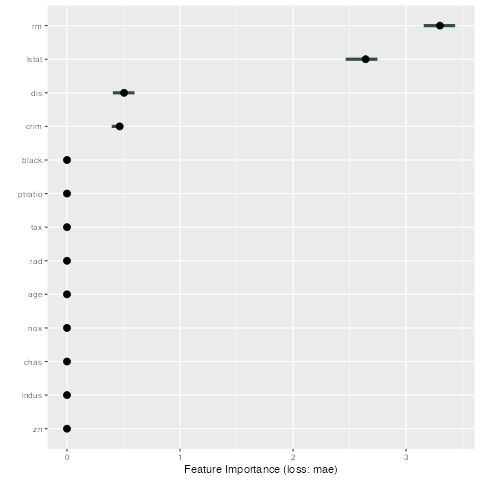 rm
lstat
dis
crim
black
ptratio
tax
rad
age
nox
chas
indus
zn
0 1 2 3
Feature Importance (loss: mae)